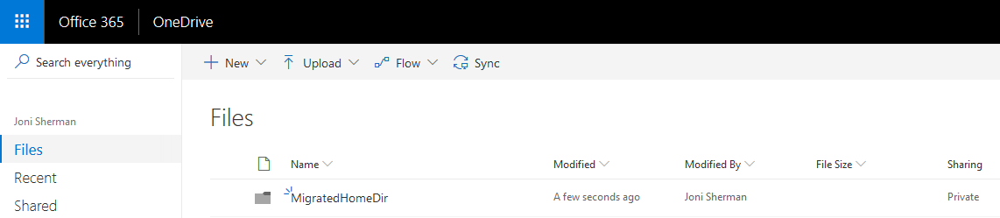 Office 365 OneDrive
Search everything
New Upload Flow Sync
Joni Sherman
Files
Recent
Shared
Files
Name Modified Modified By File Size Sharing
MigratedHomeDir A few seconds ago Joni Sherman Private